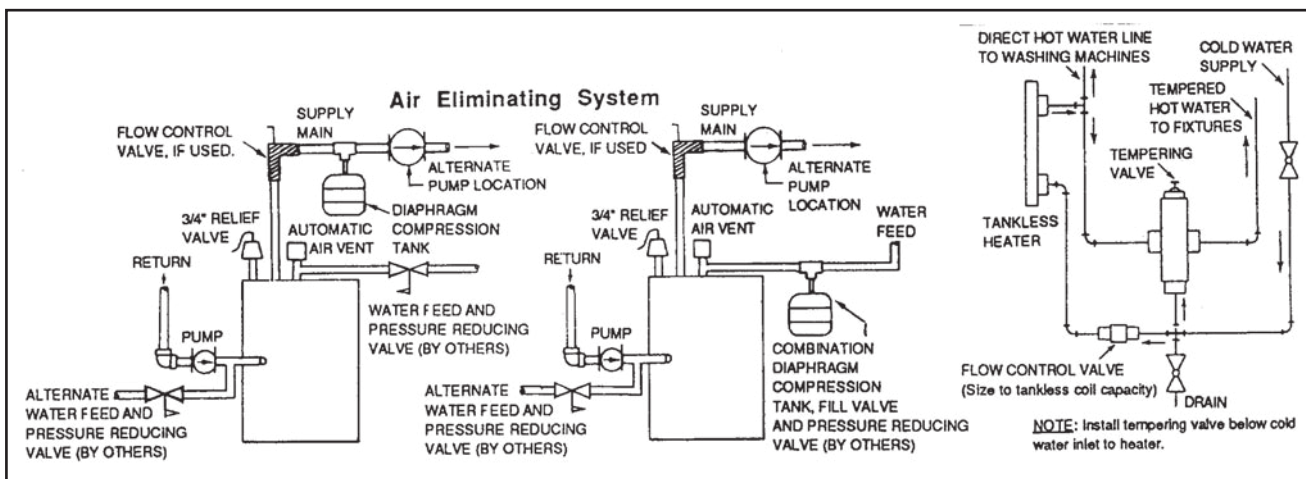 Air Eliminating System
FLOW CONTROL
VALVE, IF USED.
SUPPLY
MAIN
ALTERNATE
PUMP LOCATION
DIAPHRAGM
COMPRESSION
TANK
3/4" RELIEF
VALVE
AUTOMATIC
AIR VENT
RETURN
PUMP
WATER FEED AND
PRESSURE REDUCING
VALVE (BY OTHERS)
ALTERNATE
WATER FEED AND
PRESSURE REDUCING
VALVE (BY OTHERS)
FLOW CONTROL
VALVE, IF USED
SUPPLY
MAIN
ALTERNATE
PUMP
LOCATION
3/4" RELIEF
VALVE
AUTOMATIC
AIR VENT
WATER
FEED
RETURN
PUMP
COMBINATION
DIAPHRAGM
COMPRESSION
TANK, FILL VALVE
AND PRESSURE REDUCING
VALVE (BY OTHERS)
ALTERNATE
WATER FEED AND
PRESSURE REDUCING
VALVE (BY OTHERS)
DIRECT HOT WATER LINE
TO WASHING MACHINES
COLD WATER
SUPPLY
TEMPERED
HOT WATER
TO FIXTURES
TEMPERING
VALVE
TANKLESS
HEATER
FLOW CONTROL VALVE
(Size to tankless coil capacity)
DRAIN
NOTE: Install tempering valve below cold
water inlet to heater.